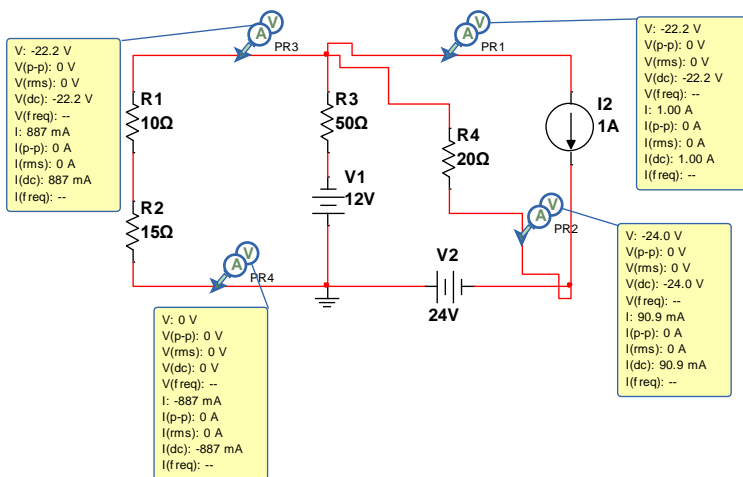 V: -22.2 V
V(p-p): 0 V
V(rms): 0 V
V(dc): -22.2 V
V(freq): --
I: 887 mA
I(p-p): 0 A
I(rms): 0 A
I(dc): 887 mA
I(freq): --
A V
PR3
A V
PR1
V: -22.2 V
V(p-p): 0 V
V(rms): 0 V
V(dc): -22.2 V
V(freq): --
I: 1.00 A
I(p-p): 0 A
I(rms): 0 A
I(dc): 1.00 A
I(freq): --
R1
10Ω
R3
50Ω
R4
20Ω
I2
1A
V1
12V
R2
15Ω
A V
PR2
A V
PR4
V2
24V
V: -24.0 V
V(p-p): 0 V
V(rms): 0 V
V(dc): -24.0 V
V(freq): --
I: 90.9 mA
I(p-p): 0 A
I(rms): 0 A
I(dc): 90.9 mA
I(freq): --
V: 0 V
V(p-p): 0 V
V(rms): 0 V
V(dc): 0 V
V(freq): --
I: -887 mA
I(p-p): 0 A
I(rms): 0 A
I(dc): -887 mA
I(freq): --